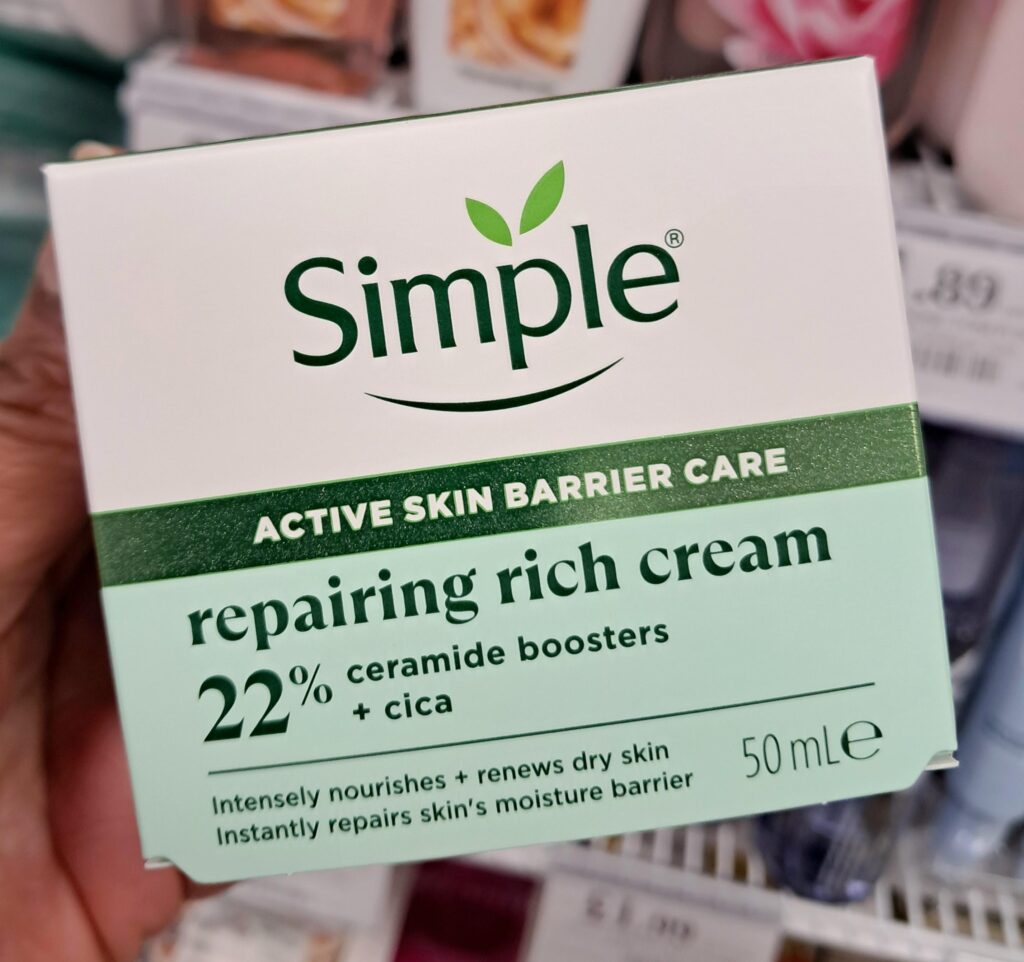 Simple®
ACTIVE SKIN BARRIER CARE
repairing rich cream
22% ceramide boosters
+ cica
Intensely nourishes + renews dry skin
Instantly repairs skin's moisture barrier
50 mL℮
.89